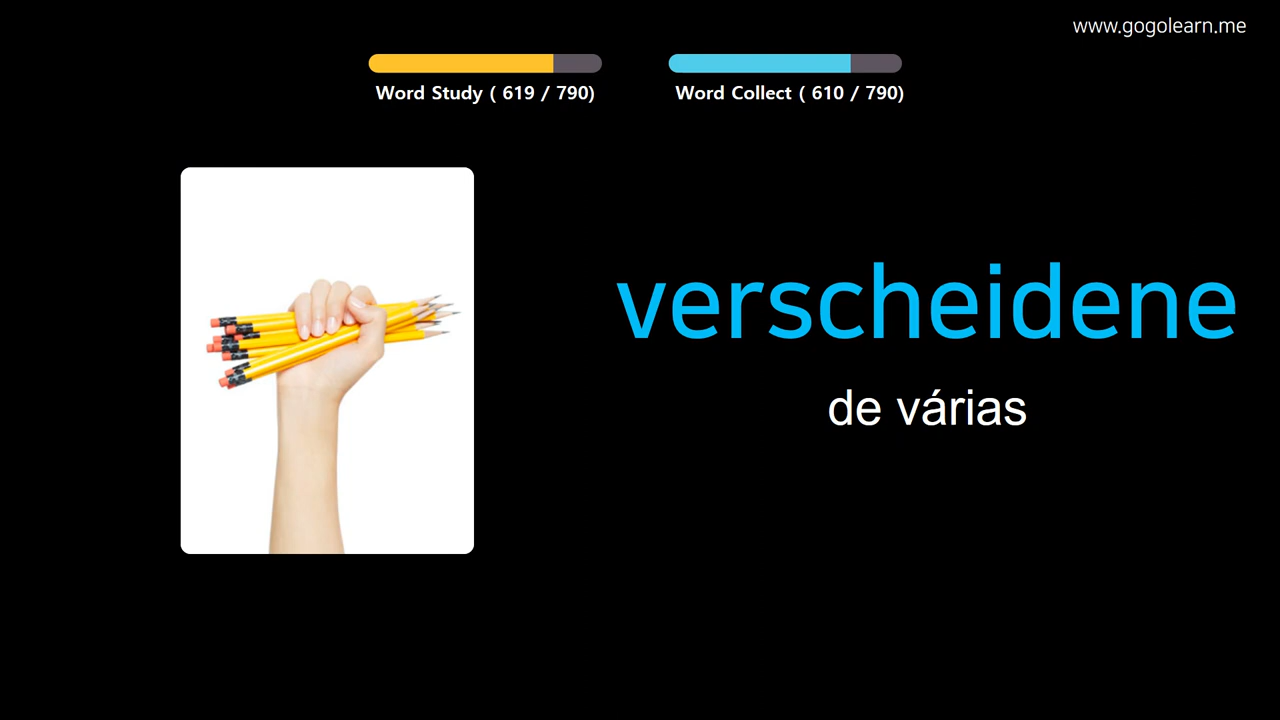 www.gogolearn.me
Word Study ( 619 / 790)
Word Collect ( 610 / 790)
verscheidene
de várias